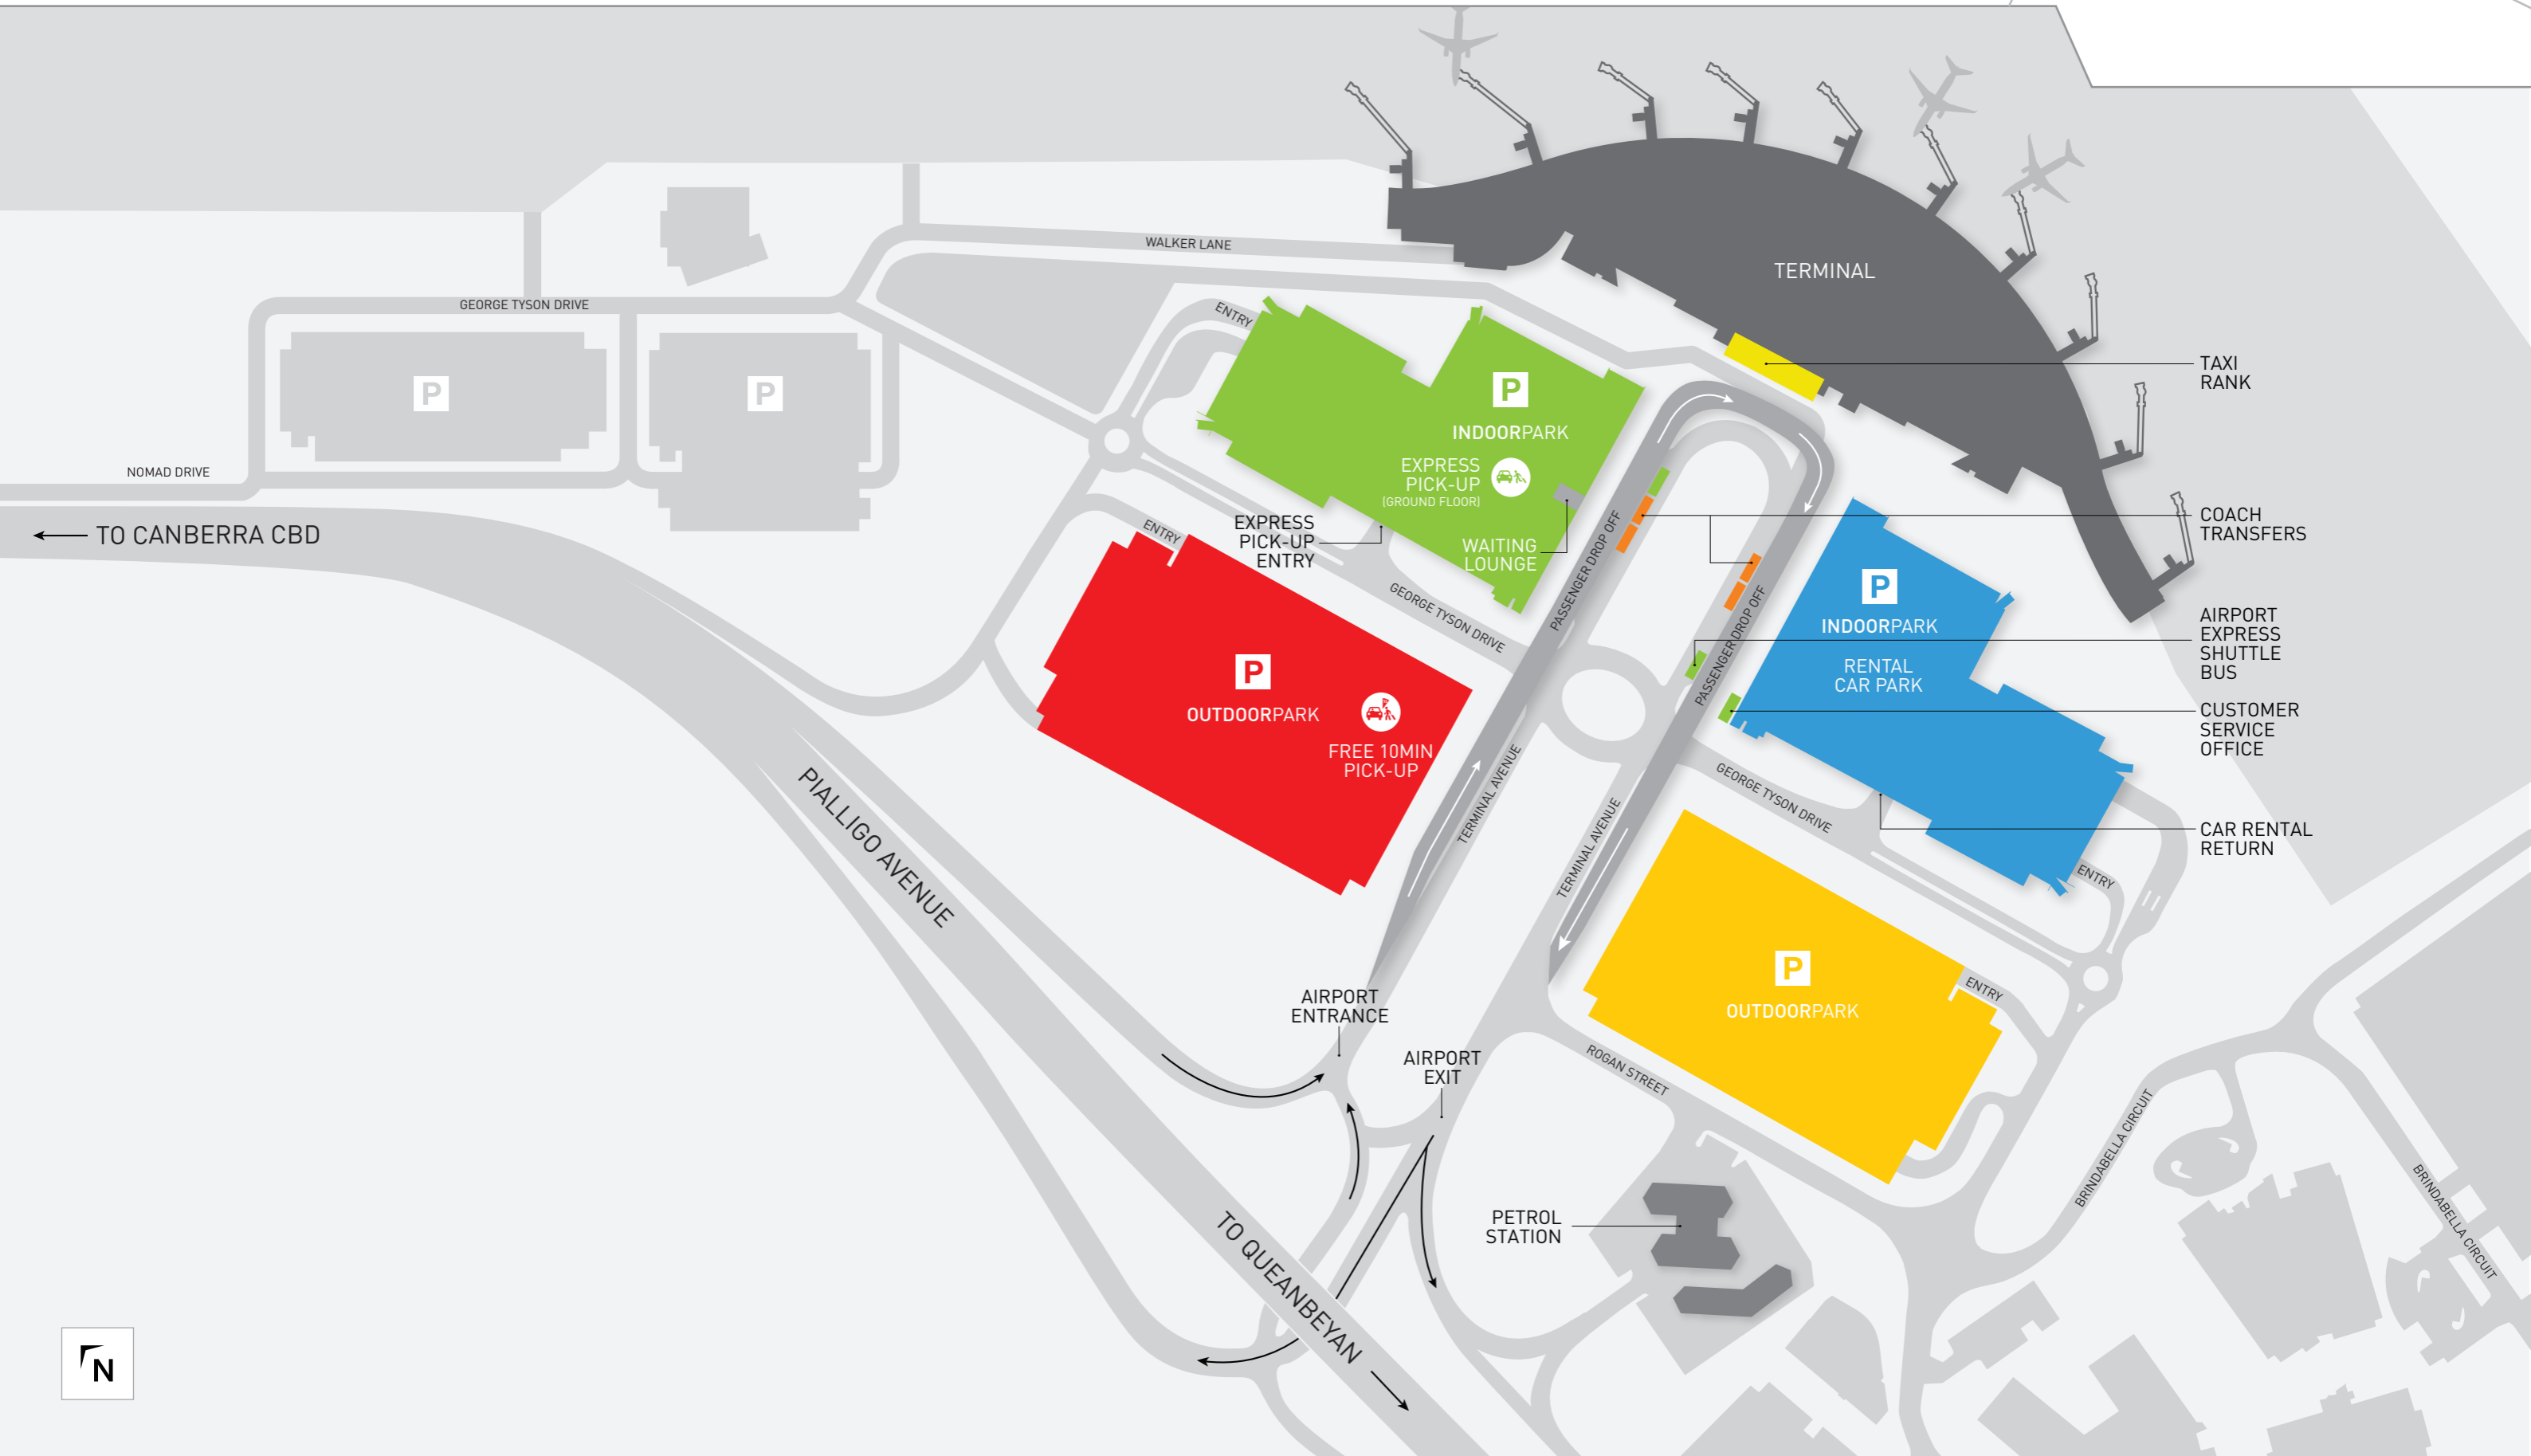 WALKER LANE
TERMINAL
GEORGE TYSON DRIVE
ENTRY
TAXI
RANK
P
P
P
INDOORPARK
EXPRESS
PICK-UP
(GROUND FLOOR)
NOMAD DRIVE
TO CANBERRA CBD
EXPRESS
PICK-UP
ENTRY
WAITING
LOUNGE
ENTRY
PASSENGER DROP OFF
COACH
TRANSFERS
GEORGE TYSON DRIVE
P
INDOORPARK
RENTAL
CAR PARK
PASSENGER DROP OFF
AIRPORT
EXPRESS
SHUTTLE
BUS
P
OUTDOORPARK
P
FREE 10MIN
PICK-UP
CUSTOMER
SERVICE
OFFICE
TERMINAL AVENUE
GEORGE TYSON DRIVE
CAR RENTAL
RETURN
PIALLIGO AVENUE
TERMINAL AVENUE
ENTRY
P
OUTDOORPARK
ENTRY
AIRPORT
ENTRANCE
AIRPORT
EXIT
ROGAN STREET
BRINDABELLA CIRCUIT
BRINDABELLA CIRCUIT
PETROL
STATION
TO QUEANBEYAN
N